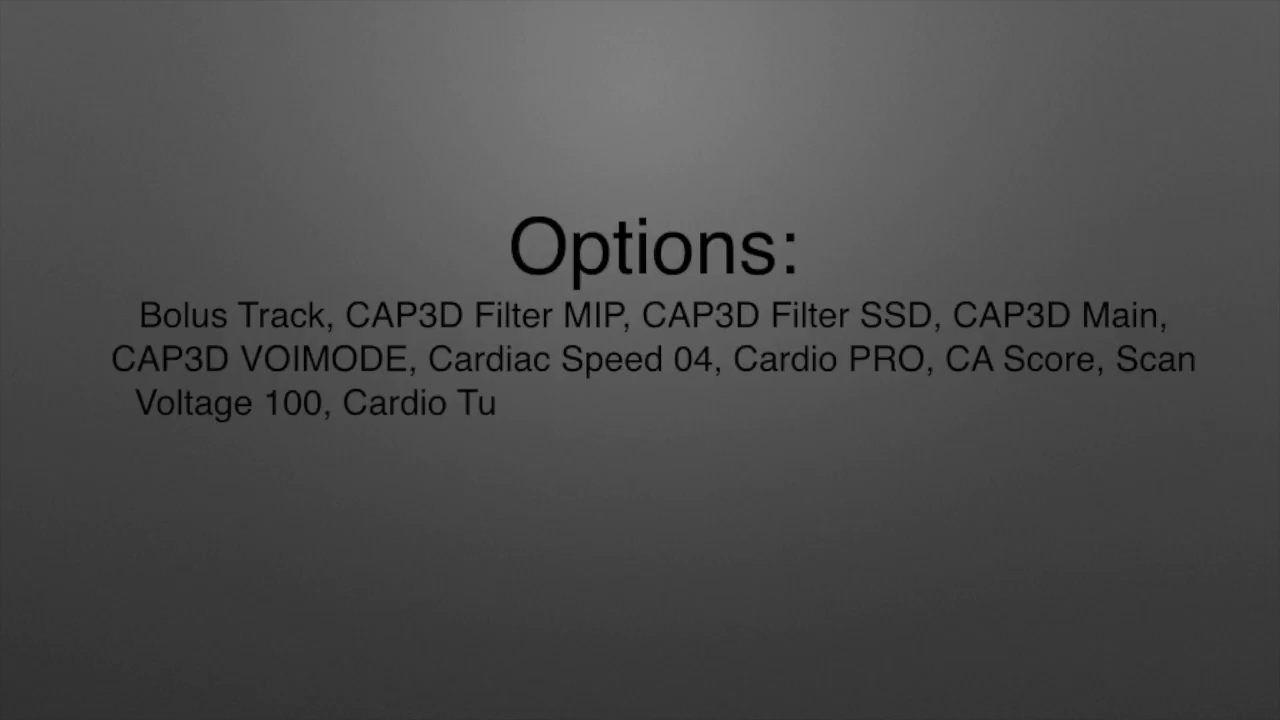 Options:
Bolus Track, CAP3D Filter MIP, CAP3D Filter SSD, CAP3D Main,
CAP3D VOIMODE, Cardiac Speed 04, Cardio PRO, CA Score, Scan
Voltage 100, Cardio Tu